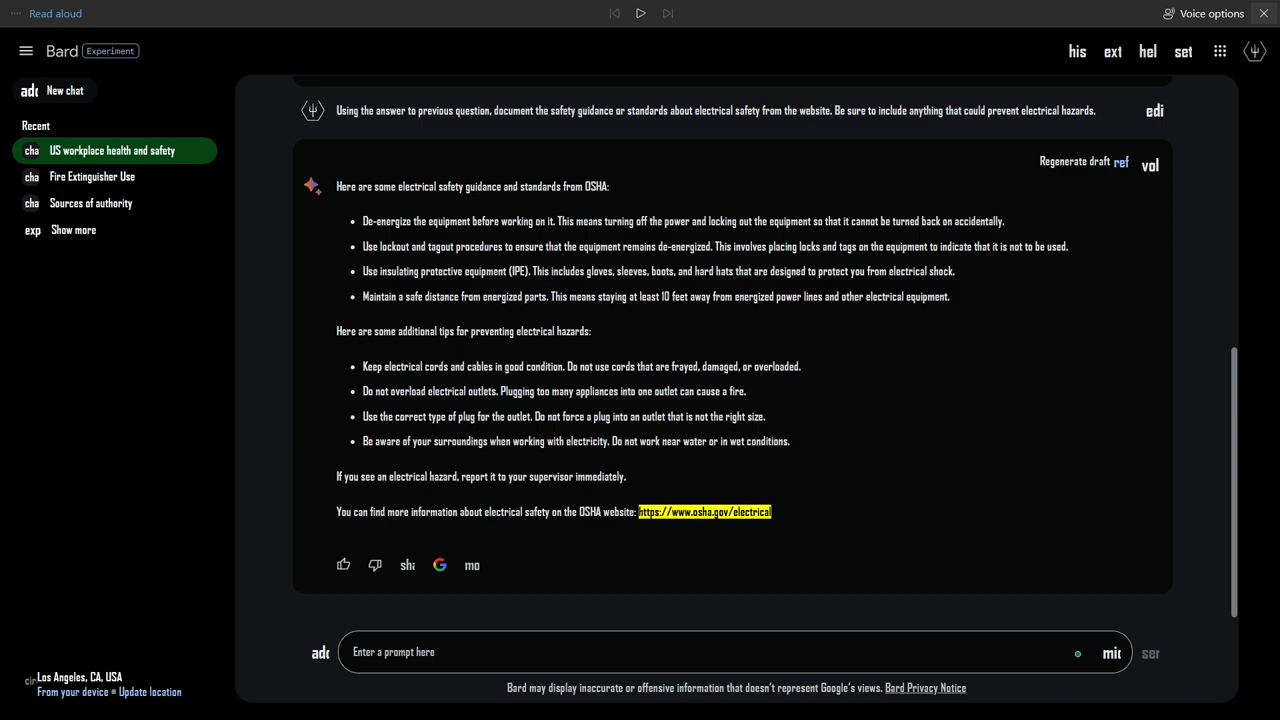 Read aloud
Voice options
Bard Experiment
his ext hel set
New chat
Recent
cha US workplace health and safety
cha Fire Extinguisher Use
cha Sources of authority
exp Show more
Using the answer to previous question, document the safety guidance or standards about electrical safety from the website. Be sure to include anything that could prevent electrical hazards.
edi
Regenerate draft ref vol
Here are some electrical safety guidance and standards from OSHA:
• De-energize the equipment before working on it. This means turning off the power and locking out the equipment so that it cannot be turned back on accidentally.
• Use lockout and tagout procedures to ensure that the equipment remains de-energized. This involves placing locks and tags on the equipment to indicate that it is not to be used.
• Use insulating protective equipment (IPE). This includes gloves, sleeves, boots, and hard hats that are designed to protect you from electrical shock.
• Maintain a safe distance from energized parts. This means staying at least 10 feet away from energized power lines and other electrical equipment.
Here are some additional tips for preventing electrical hazards:
• Keep electrical cords and cables in good condition. Do not use cords that are frayed, damaged, or overloaded.
• Do not overload electrical outlets. Plugging too many appliances into one outlet can cause a fire.
• Use the correct type of plug for the outlet. Do not force a plug into an outlet that is not the right size.
• Be aware of your surroundings when working with electricity. Do not work near water or in wet conditions.
If you see an electrical hazard, report it to your supervisor immediately.
You can find more information about electrical safety on the OSHA website: https://www.osha.gov/electrical
sha G mo
Enter a prompt here
mic
Los Angeles, CA, USA
From your device • Update location
Bard may display inaccurate or offensive information that doesn't represent Google's views. Bard Privacy Notice